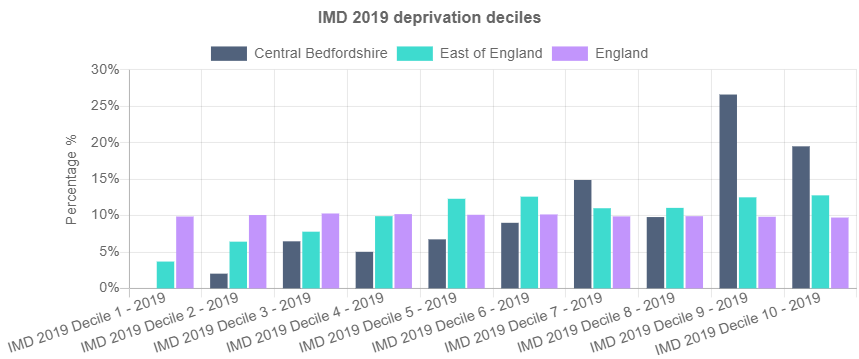 IMD 2019 deprivation deciles
Central Bedfordshire East of England England
30%
25%
20%
15%
10%
5%
0%
Percentage %
IMD 2019 Decile 1 - 2019
IMD 2019 Decile 2 - 2019
IMD 2019 Decile 3 - 2019
IMD 2019 Decile 4 - 2019
IMD 2019 Decile 5 - 2019
IMD 2019 Decile 6 - 2019
IMD 2019 Decile 7 - 2019
IMD 2019 Decile 8 - 2019
IMD 2019 Decile 9 - 2019
IMD 2019 Decile 10 - 2019